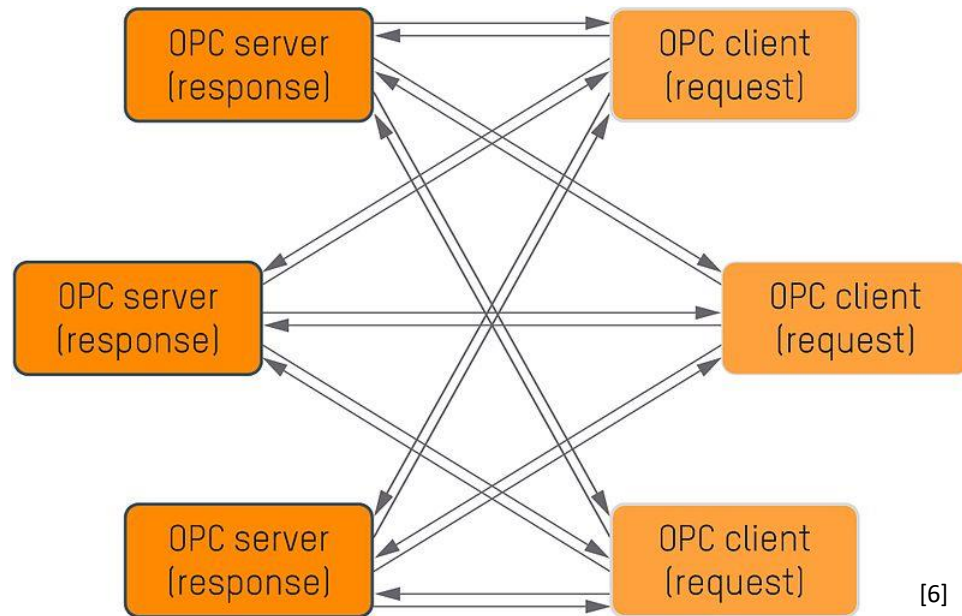 OPC server
(response)
OPC client
(request)
OPC server
(response)
OPC client
(request)
OPC server
(response)
OPC client
(request)
[6]